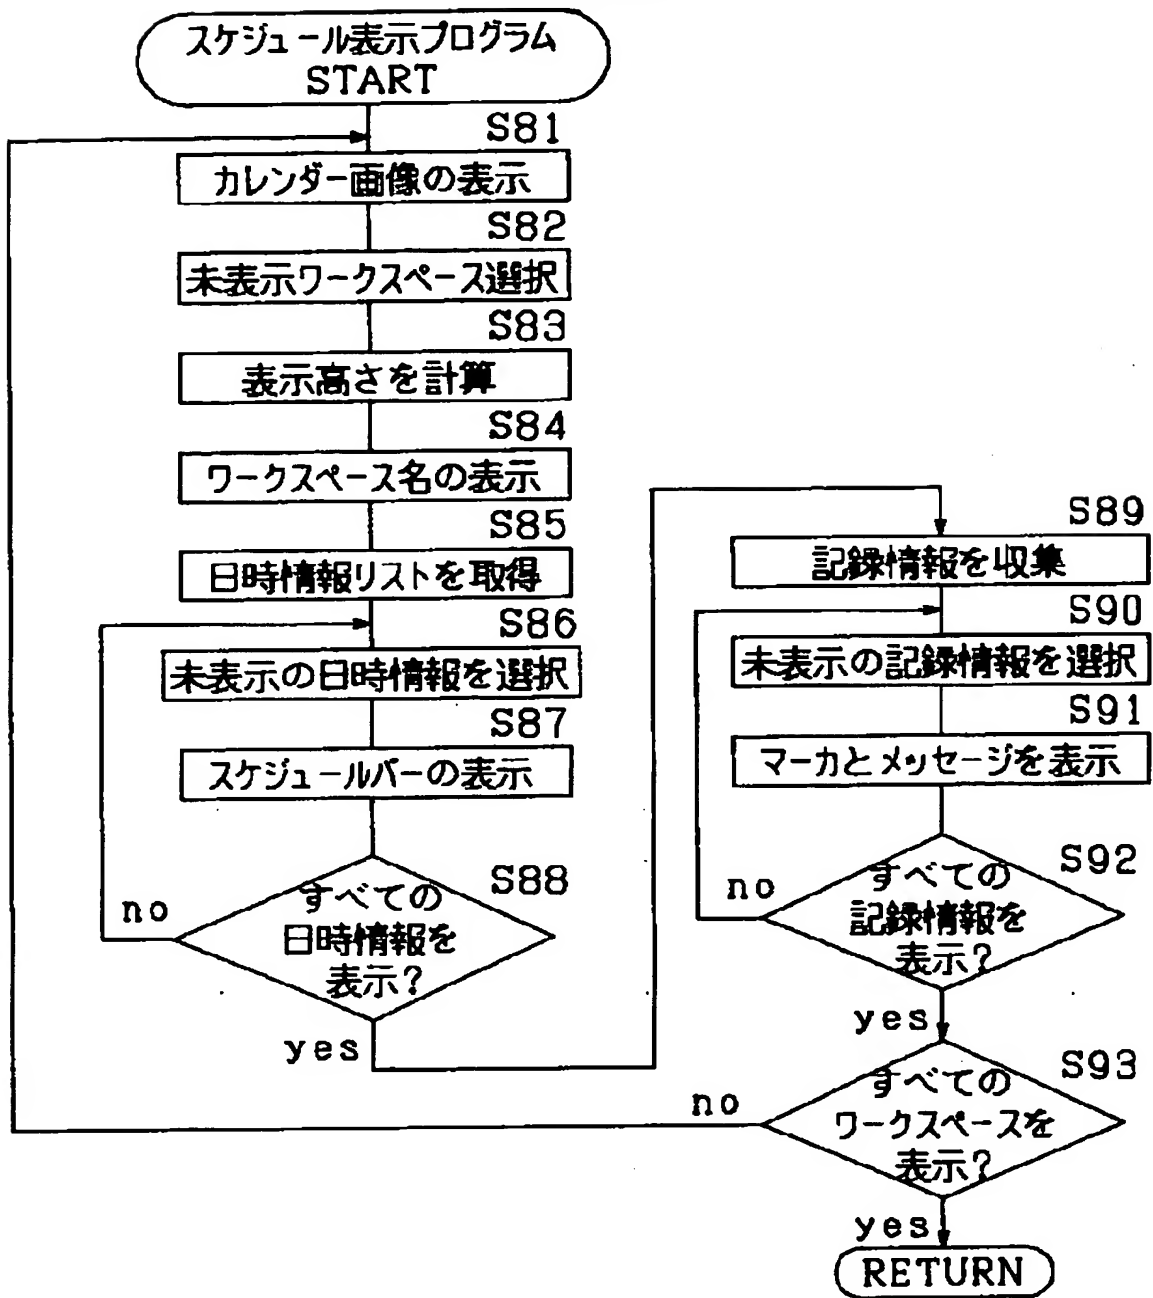 スケジュール表示プログラム
START
S81
カレンダー画像の表示
S82
未表示ワークスペース選択
S83
表示高さを計算
S84
ワークスペース名の表示
S85
日時情報リストを取得
S86
未表示の日時情報を選択
S87
スケジュールバーの表示
S88
すべての
日時情報を
表示?
no
yes
S89
記録情報を収集
S90
未表示の記録情報を選択
S91
マーカとメッセージを表示
S92
すべての
記録情報を
表示?
no
yes
S93
すべての
ワークスペースを
表示?
no
yes
RETURN